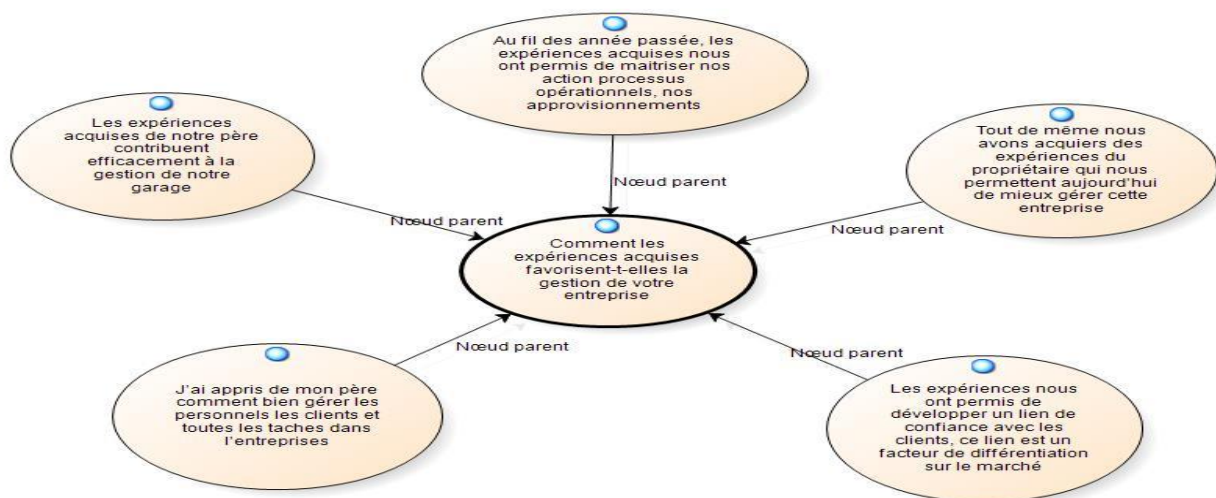 Au fil des année passée, les
expériences acquises nous
ont permis de maitriser nos
action processus
opérationnels, nos
approvisionnements
Les expériences
acquises de notre père
contribuent
efficacement à la
gestion de notre
garage
Tout de même nous
avons acquiers des
expériences du
propriétaire qui nous
permettent aujourd'hui
de mieux gérer cette
entreprise
Nœud parent
Nœud parent
Nœud parent
Comment les
expériences acquises
favorisent-t-elles la
gestion de votre
entreprise
Nœud parent
Nœud parent
J'ai appris de mon père
comment bien gérer les
personnels les clients et
toutes les taches dans
l'entreprises
Les expériences nous
ont permis de
développer un lien de
confiance avec les
clients, ce lien est un
facteur de différentiation
sur le marché